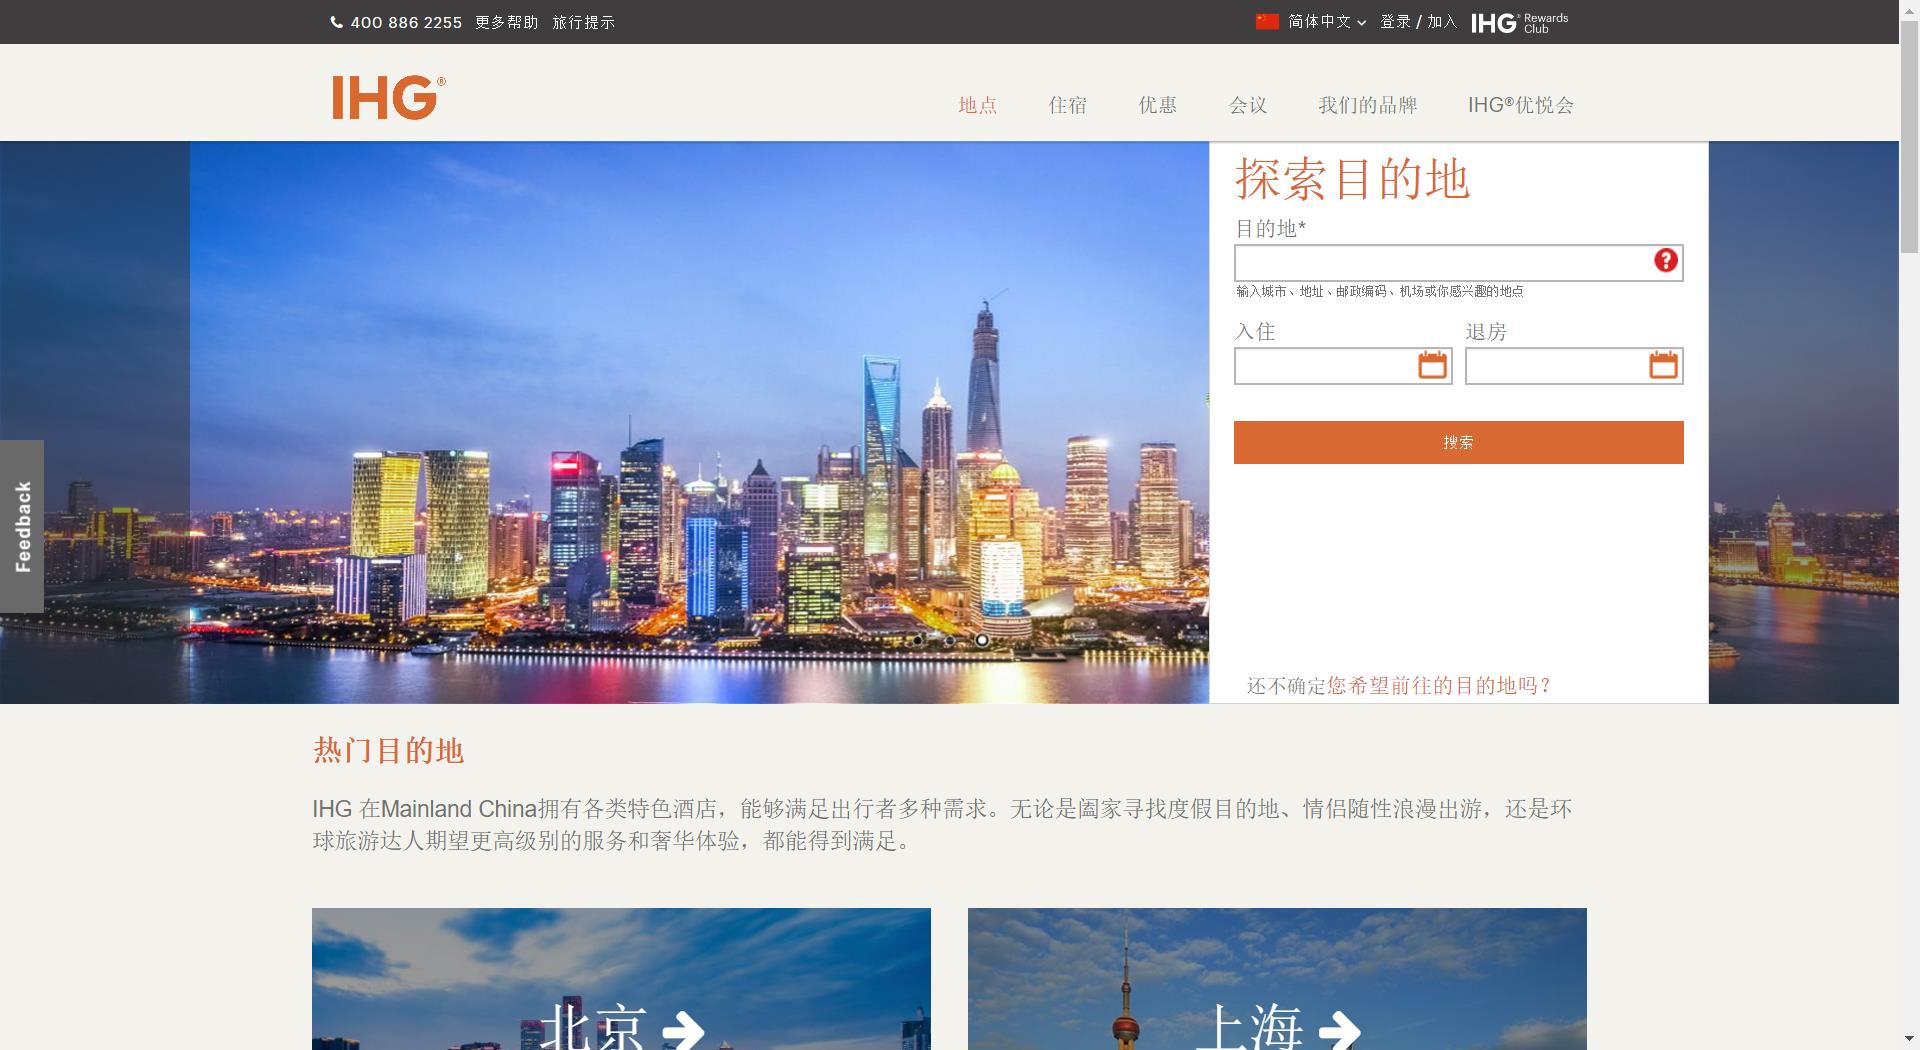 400 886 2255 更多帮助 旅行提示
简体中文 登录 / 加入 IHG® Rewards Club
IHG®
地点 住宿 优惠 会议 我们的品牌 IHG®优悦会
探索目的地
目的地*
输入城市、地址、邮政编码、机场或你感兴趣的地点
入住 退房
搜索
还不确定您希望前往的目的地吗?
Feedback
热门目的地
IHG 在Mainland China拥有各类特色酒店，能够满足出行者多种需求。无论是阖家寻找度假目的地、情侣随性浪漫出游，还是环
球旅游达人期望更高级别的服务和奢华体验，都能得到满足。
北京
上海